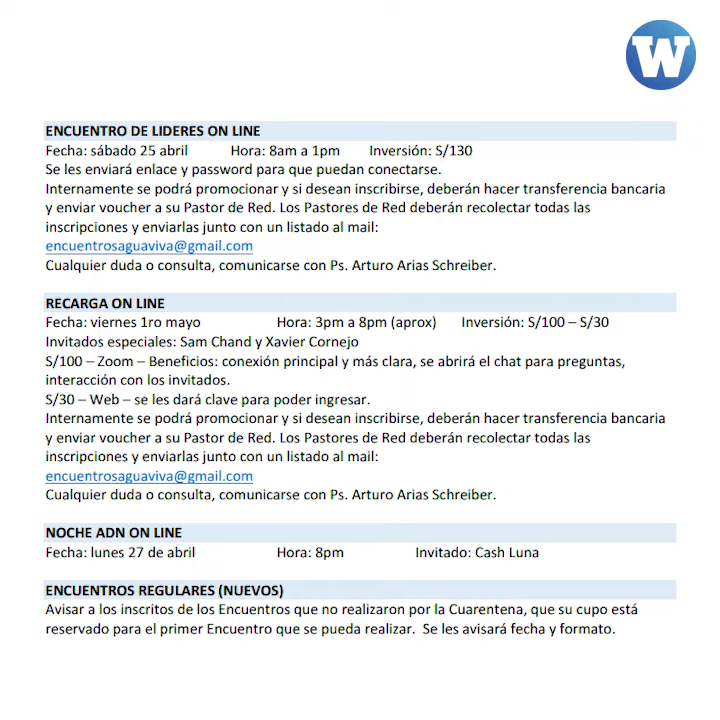 W
ENCUENTRO DE LIDERES ON LINE
Fecha: sábado 25 abril Hora: 8am a 1pm Inversión: S/130
Se les enviará enlace y password para que puedan conectarse.
Internamente se podrá promocionar y si desean inscribirse, deberán hacer transferencia bancaria
y enviar voucher a su Pastor de Red. Los Pastores de Red deberán recolectar todas las
inscripciones y enviarlas junto con un listado al mail:
encuentrosaguaviva@gmail.com
Cualquier duda o consulta, comunicarse con Ps. Arturo Arias Schreiber.
RECARGA ON LINE
Fecha: viernes 1ro mayo Hora: 3pm a 8pm (aprox) Inversión: S/100 – S/30
Invitados especiales: Sam Chand y Xavier Cornejo
S/100 – Zoom – Beneficios: conexión principal y más clara, se abrirá el chat para preguntas,
interacción con los invitados.
S/30 – Web – se les dará clave para poder ingresar.
Internamente se podrá promocionar y si desean inscribirse, deberán hacer transferencia bancaria
y enviar voucher a su Pastor de Red. Los Pastores de Red deberán recolectar todas las
inscripciones y enviarlas junto con un listado al mail:
encuentrosaguaviva@gmail.com
Cualquier duda o consulta, comunicarse con Ps. Arturo Arias Schreiber.
NOCHE ADN ON LINE
Fecha: lunes 27 de abril Hora: 8pm Invitado: Cash Luna
ENCUENTROS REGULARES (NUEVOS)
Avisar a los inscritos de los Encuentros que no realizaron por la Cuarentena, que su cupo está
reservado para el primer Encuentro que se pueda realizar. Se les avisará fecha y formato.